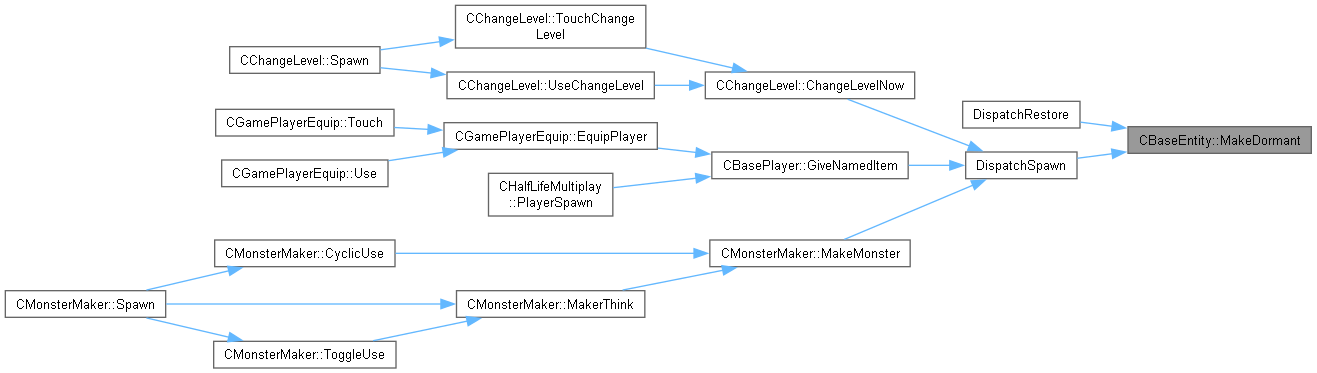 CChangeLevel::TouchChange
Level
CChangeLevel::Spawn
CChangeLevel::UseChangeLevel
CChangeLevel::ChangeLevelNow
DispatchRestore
CGamePlayerEquip::Touch
CGamePlayerEquip::EquipPlayer
CBaseEntity::MakeDormant
CGamePlayerEquip::Use
CBasePlayer::GiveNamedItem
DispatchSpawn
CHalfLifeMultiplay
::PlayerSpawn
CMonsterMaker::CyclicUse
CMonsterMaker::MakeMonster
CMonsterMaker::Spawn
CMonsterMaker::MakerThink
CMonsterMaker::ToggleUse